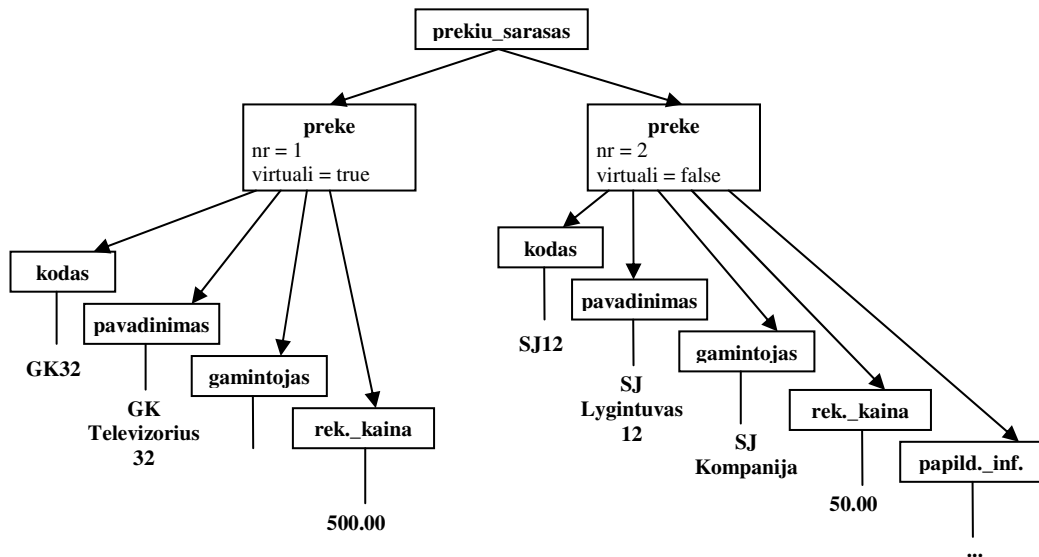 prekiu_sarasas
preke
nr = 1
virtuali = true
preke
nr = 2
virtuali = false
kodas
GK32
pavadinimas
GK
Televizorius
32
gamintojas
rek._kaina
500.00
kodas
SJ12
pavadinimas
SJ
Lygintuvas
12
gamintojas
SJ
Kompanija
rek._kaina
50.00
papild._inf.
...